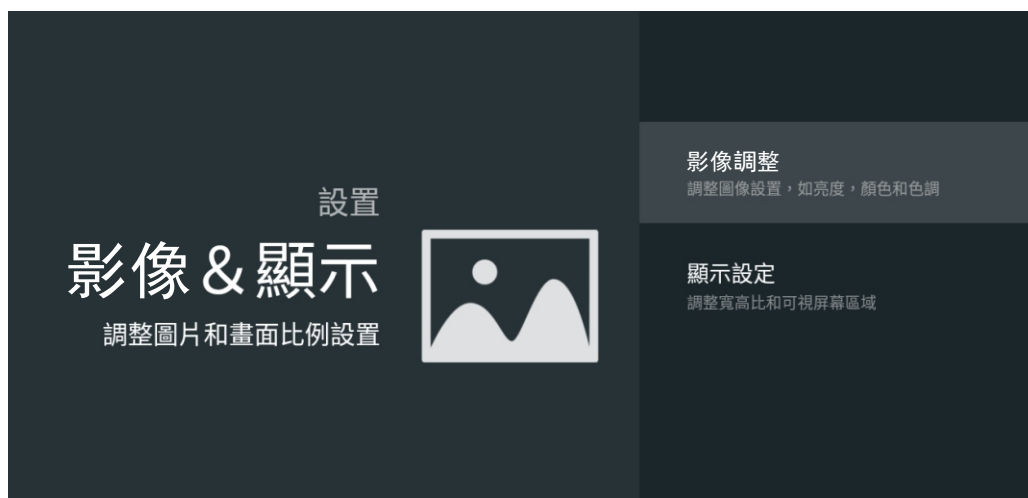 設置
影像&顯示
調整圖片和畫面比例設置
影像調整
調整圖像設置，如亮度，顏色和色調
顯示設定
調整寬高比和可視屏幕區域